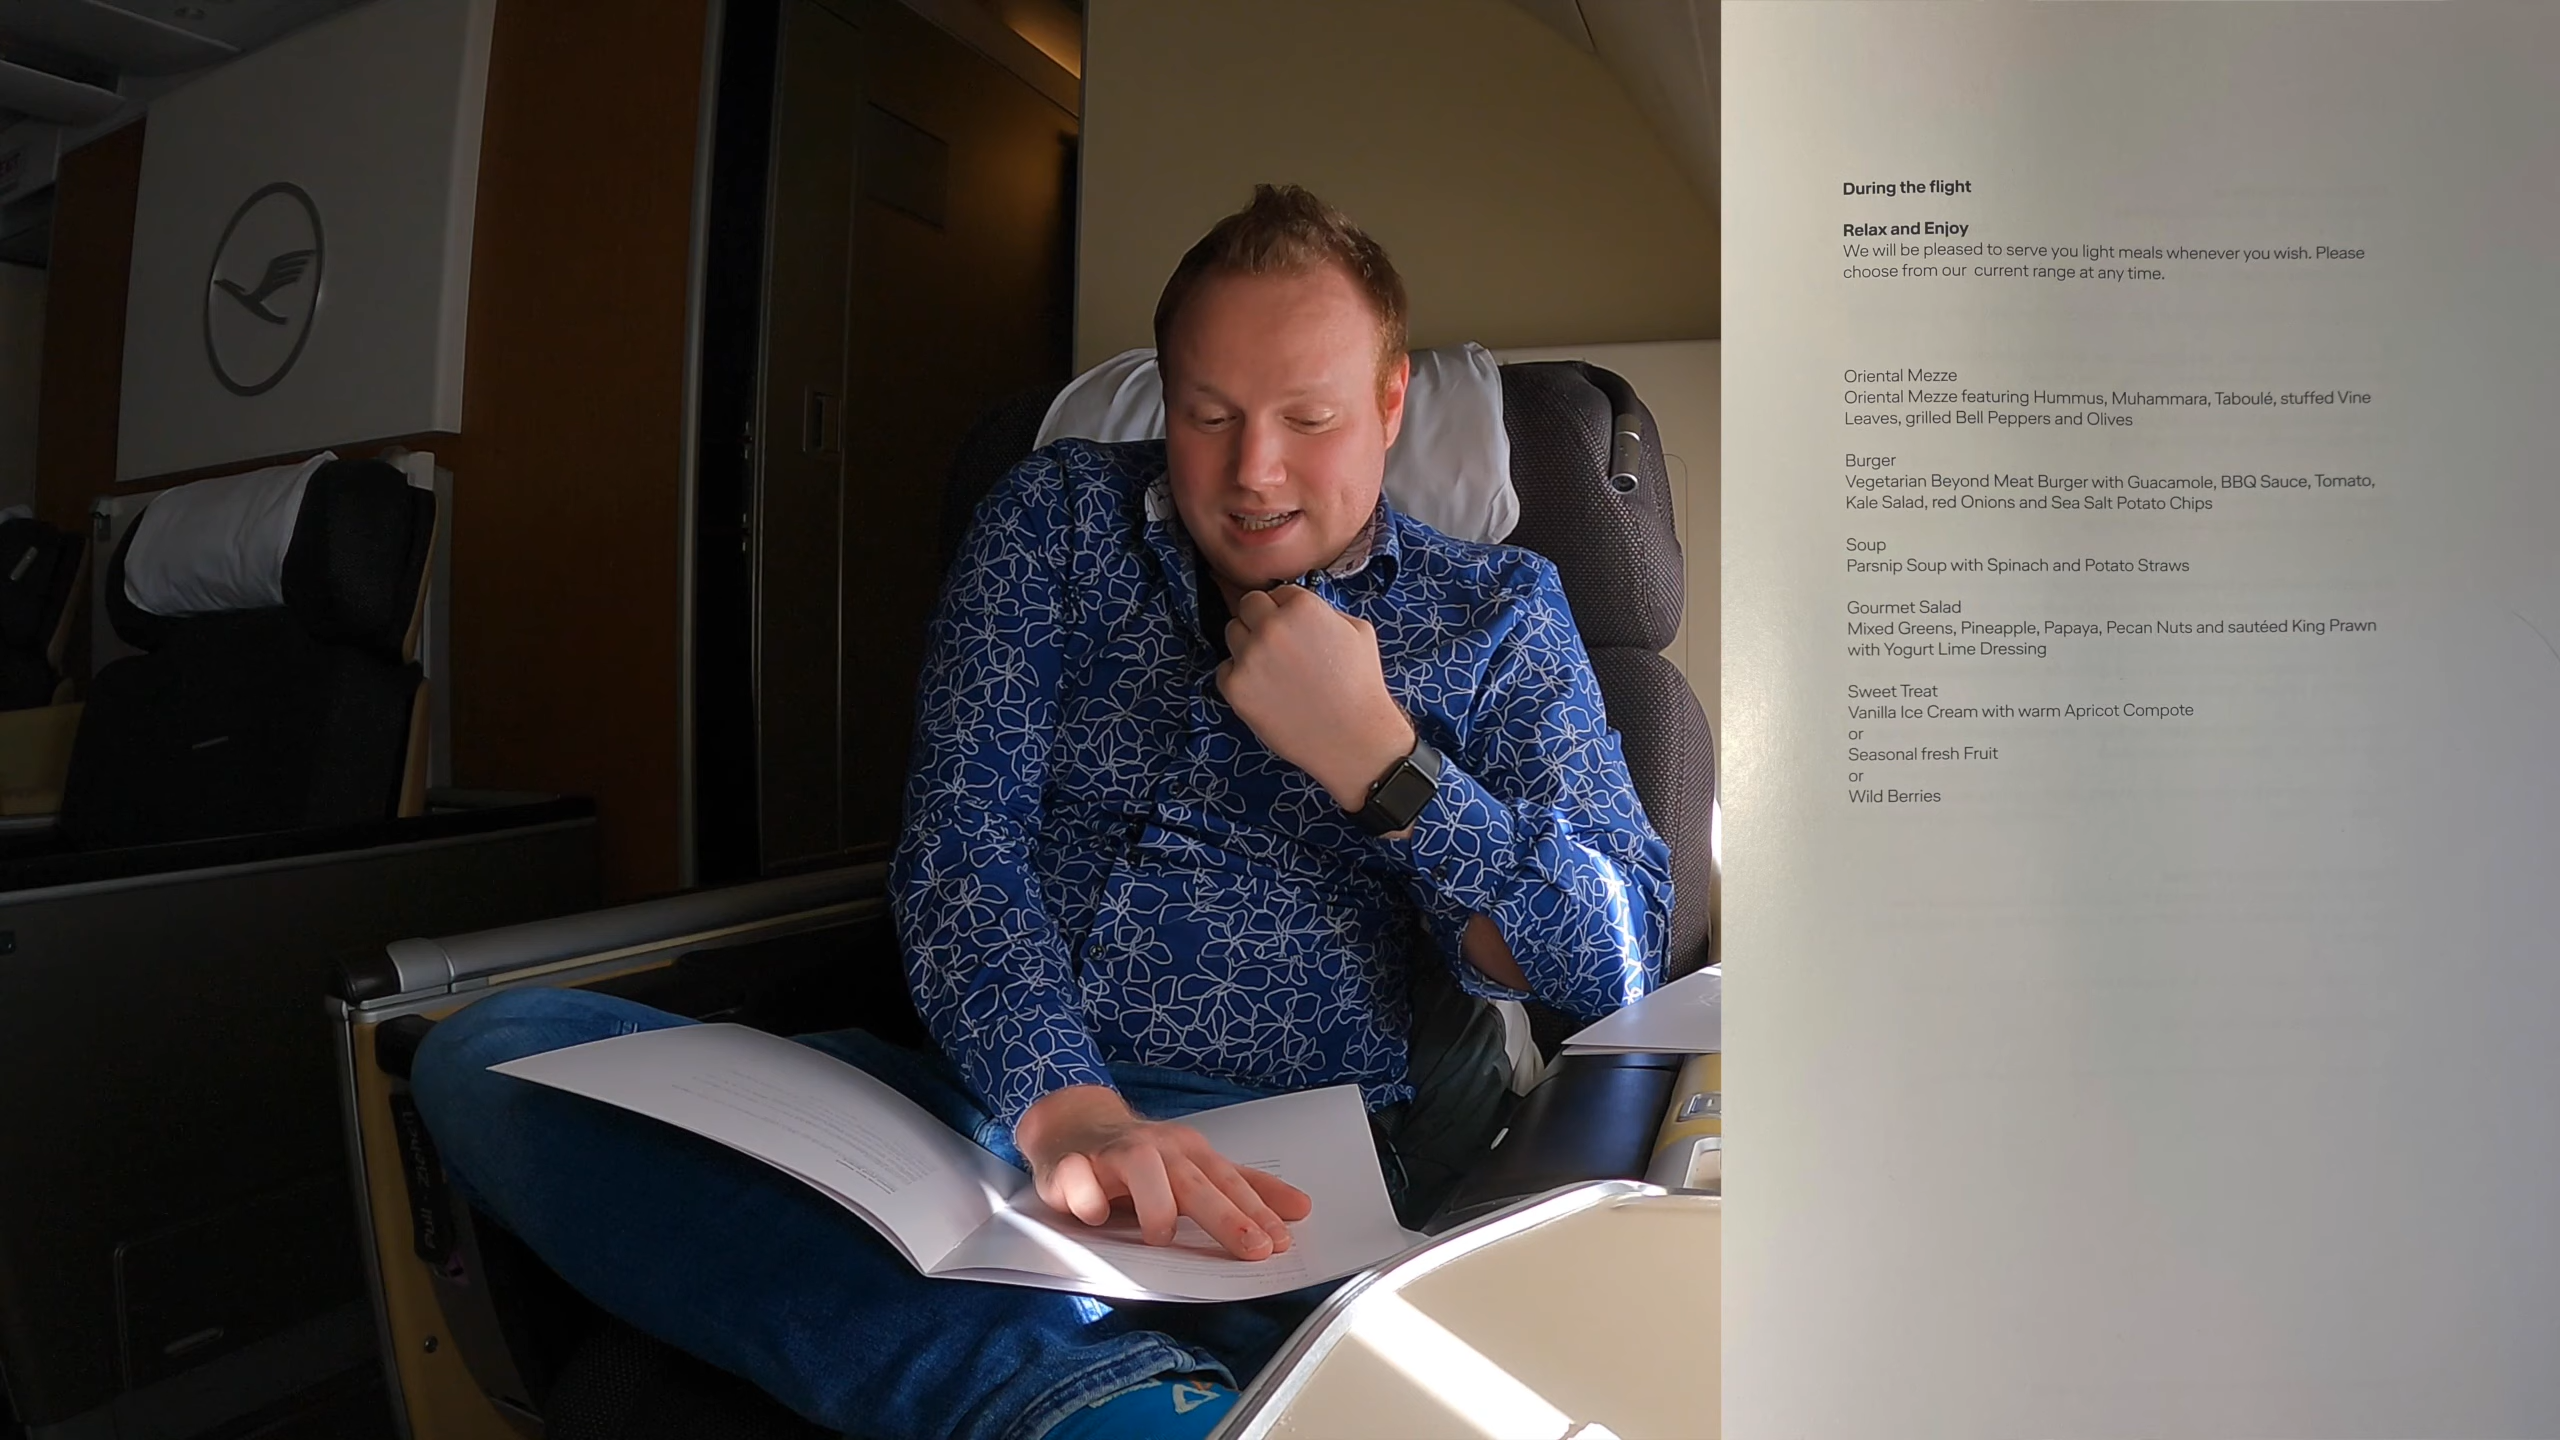 During the flight
Relax and Enjoy
We will be pleased to serve you light meals whenever you wish. Please
choose from our current range at any time.
Oriental Mezze
Oriental Mezze featuring Hummus, Muhammara, Taboulé, stuffed Vine
Leaves, grilled Bell Peppers and Olives
Burger
Vegetarian Beyond Meat Burger with Guacamole, BBQ Sauce, Tomato,
Kale Salad, red Onions and Sea Salt Potato Chips
Soup
Parsnip Soup with Spinach and Potato Straws
Gourmet Salad
Mixed Greens, Pineapple, Papaya, Pecan Nuts and sautéed King Prawn
with Yogurt Lime Dressing
Sweet Treat
Vanilla Ice Cream with warm Apricot Compote
or
Seasonal fresh Fruit
or
Wild Berries
Pull · Ziehen